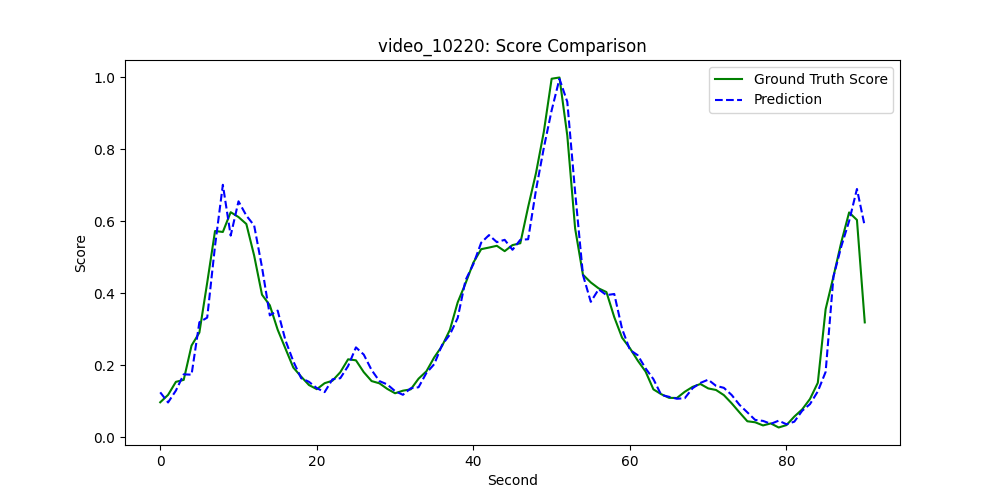 video_10220: Score Comparison
Ground Truth Score
Prediction
Score
1.0
0.8
0.6
0.4
0.2
0.0
0 20 40 60 80
Second